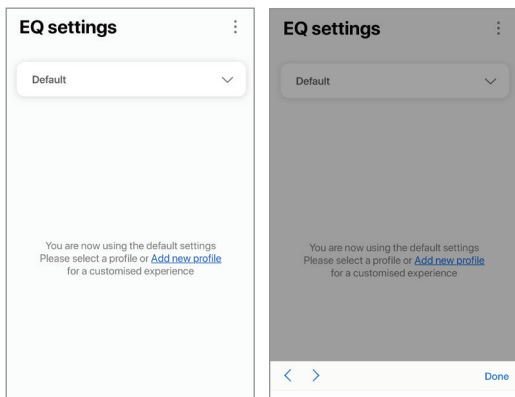 EQ settings
Default
You are now using the default settings
Please select a profile or Add new profile
for a customised experience
EQ settings
Default
You are now using the default settings
Please select a profile or Add new profile
for a customised experience
Done